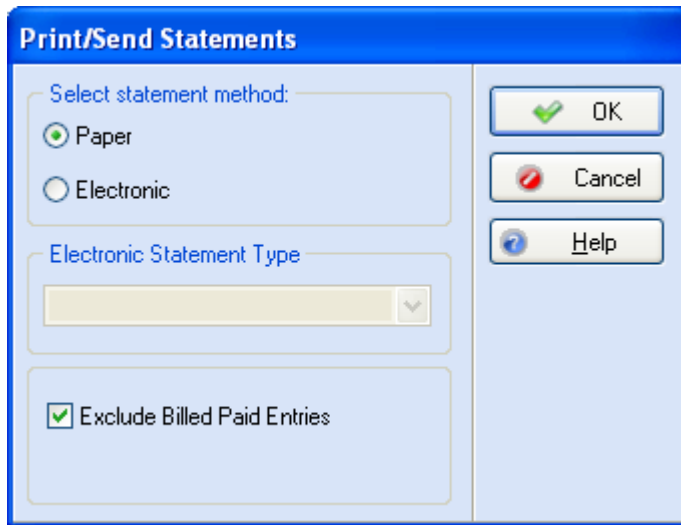 Print/Send Statements
Select statement method:
Paper
Electronic
Electronic Statement Type
Exclude Billed Paid Entries
OK
Cancel
Help